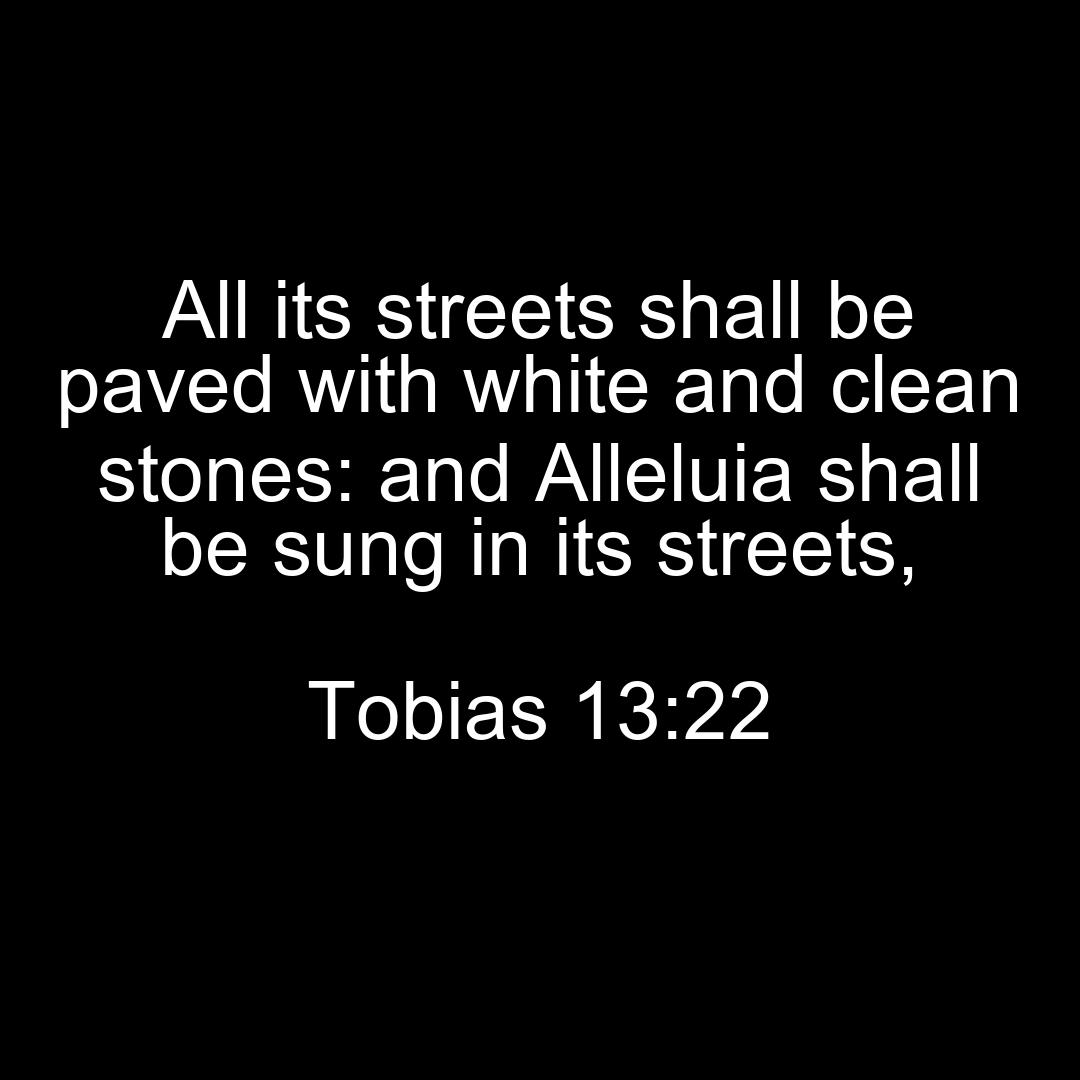 All its streets shall be
paved with white and clean
stones: and Alleluia shall
be sung in its streets,
Tobias 13:22